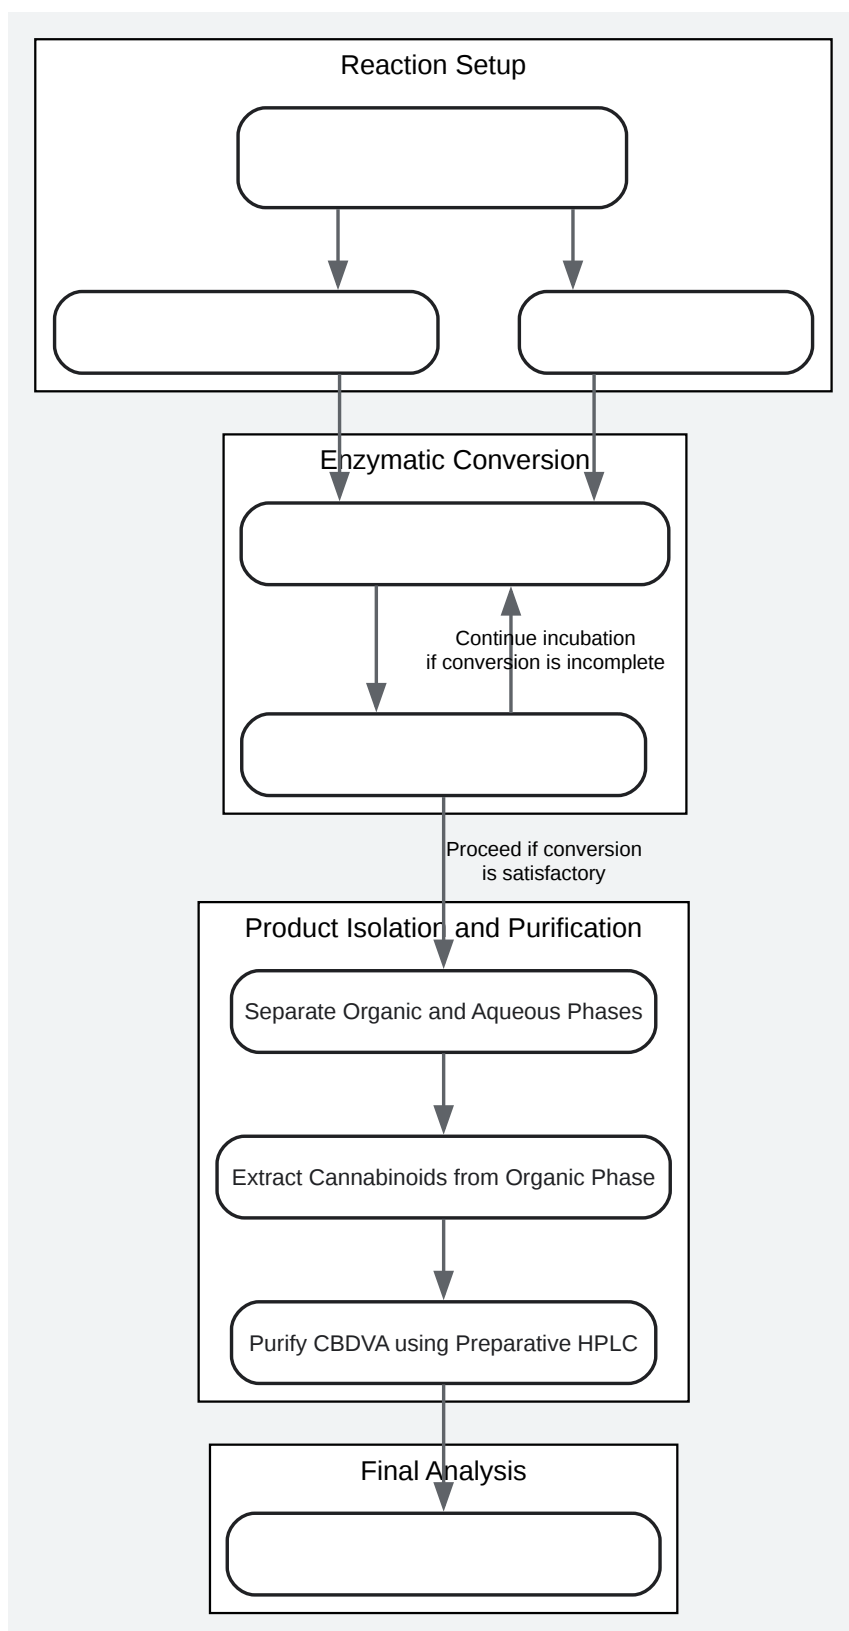 Reaction Setup
Enzymatic Conversion
Continue incubation
if conversion is incomplete
Proceed if conversion
is satisfactory
Product Isolation and Purification
Separate Organic and Aqueous Phases
Extract Cannabinoids from Organic Phase
Purify CBDVA using Preparative HPLC
Final Analysis